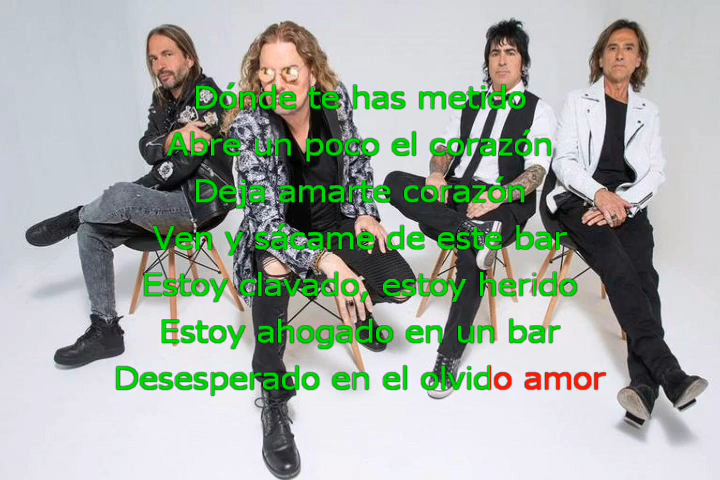 Dónde te has metido
Abre un poco el corazón
Deja amarte corazón
Ven y sácame de este bar
Estoy clavado, estoy herido
Estoy ahogado en un bar
Desesperado en el olvido amor